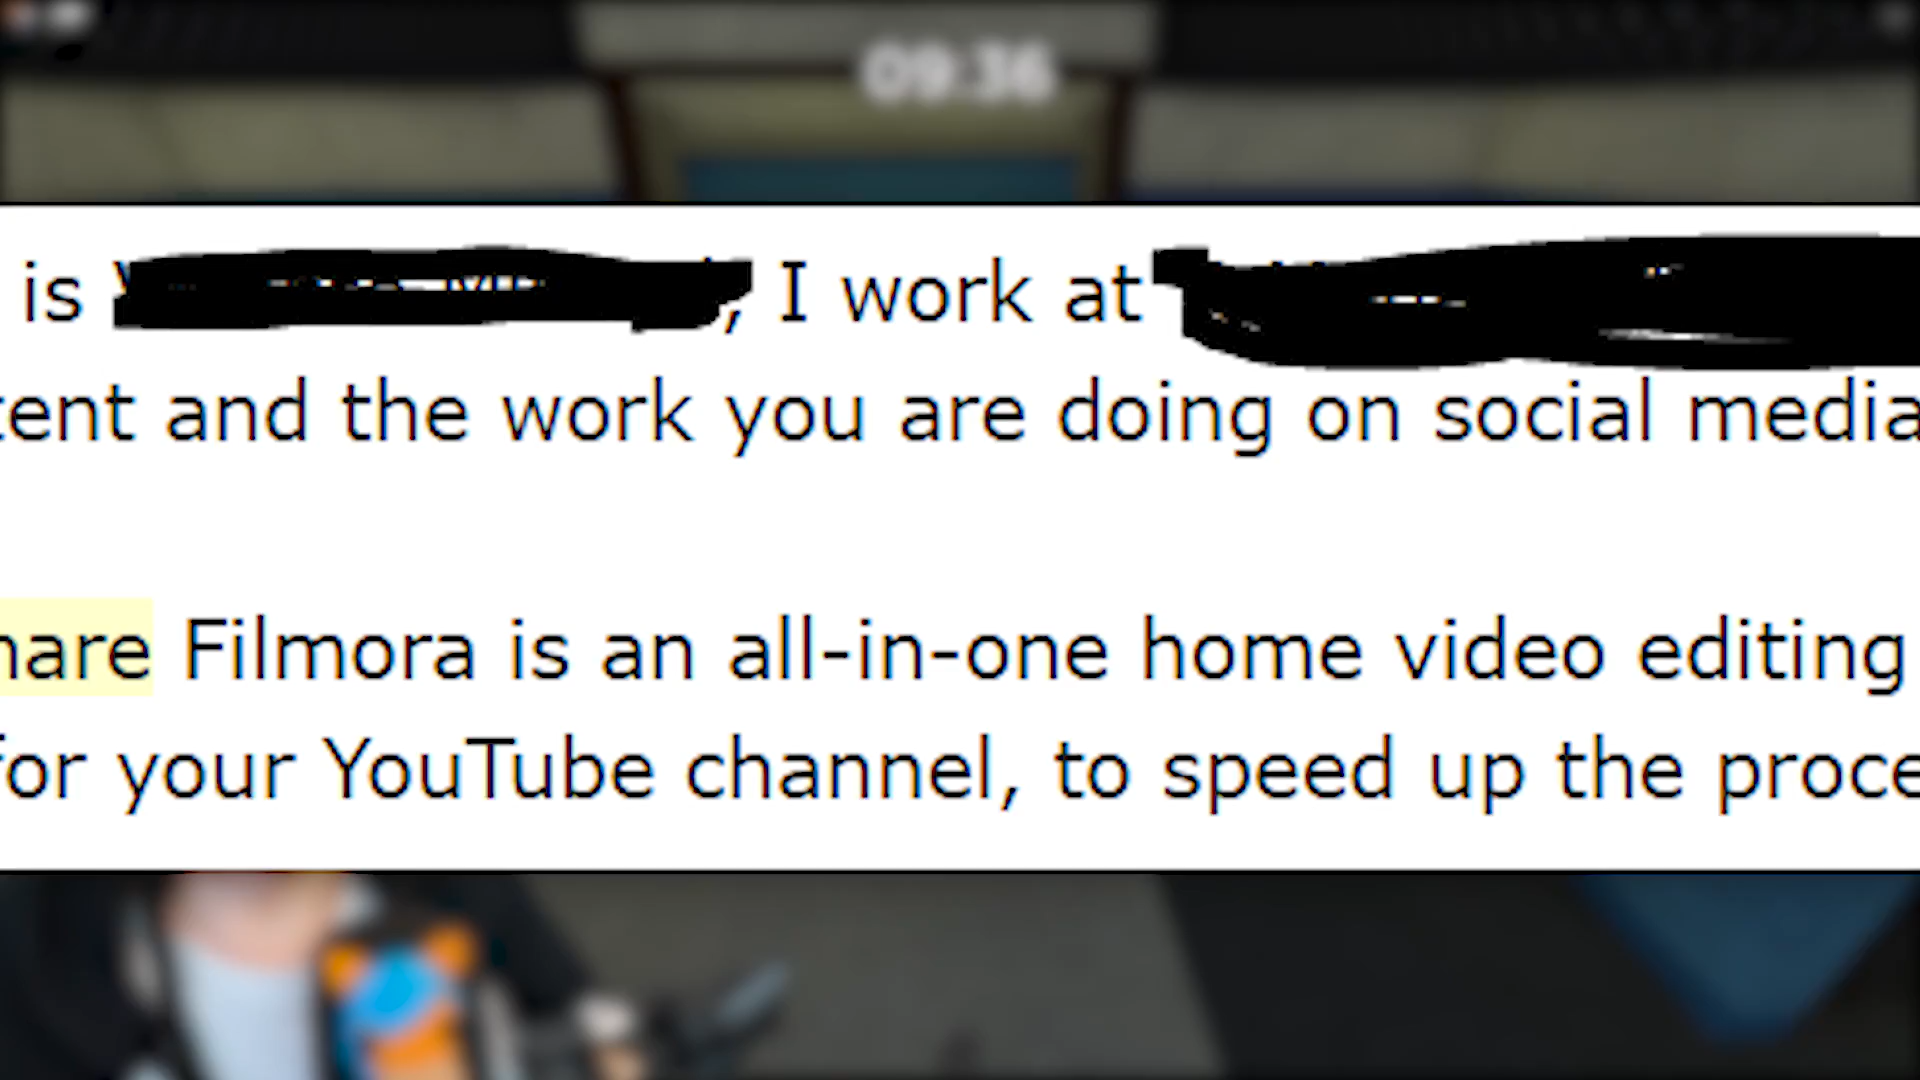 09:36
is , I work at
tent and the work you are doing on social media
hare Filmora is an all-in-one home video editing
for your YouTube channel, to speed up the proce